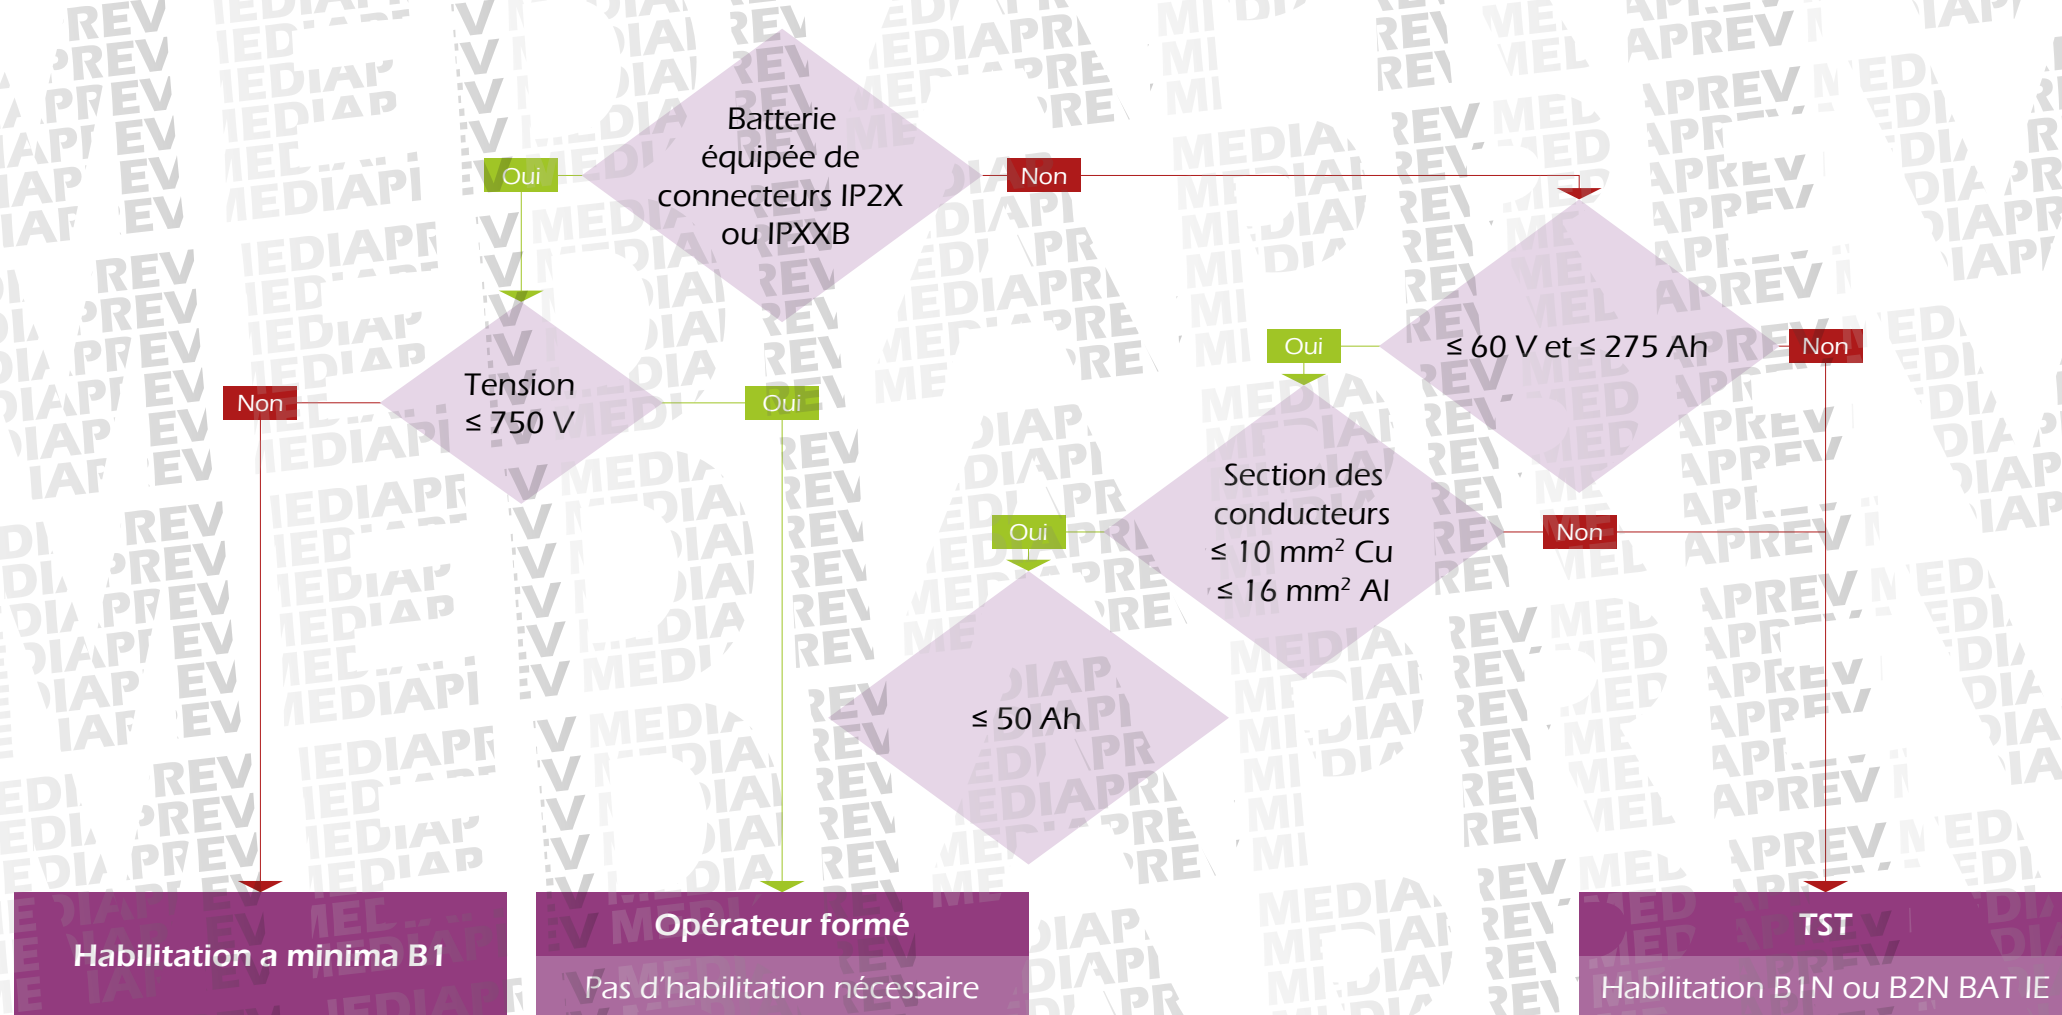 Batterie
équipée de
connecteurs IP2X
ou IPXXB
Oui
Non
Tension
≤ 750 V
Non
Oui
≤ 60 V et ≤ 275 Ah
Oui
Non
Section des
conducteurs
≤ 10 mm² Cu
≤ 16 mm² Al
Oui
Non
≤ 50 Ah
Habilitation a minima B1
Opérateur formé
Pas d'habilitation nécessaire
TST
Habilitation B1N ou B2N BAT IE